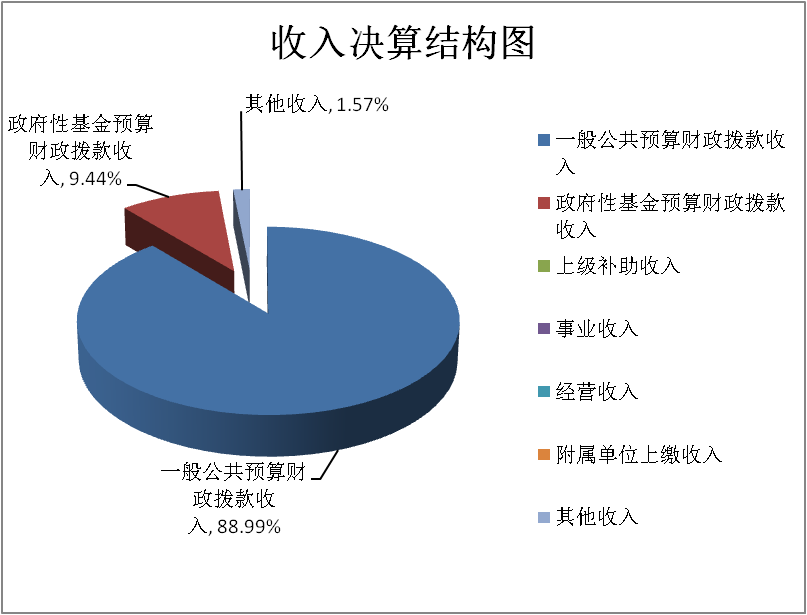 收入决算结构图
其他收入, 1.57%
政府性基金预算
财政拨款收
入, 9.44%
一般公共预算财
政拨款收
入, 88.99%
一般公共预算财政拨款收
入
政府性基金预算财政拨款
收入
上级补助收入
事业收入
经营收入
附属单位上缴收入
其他收入